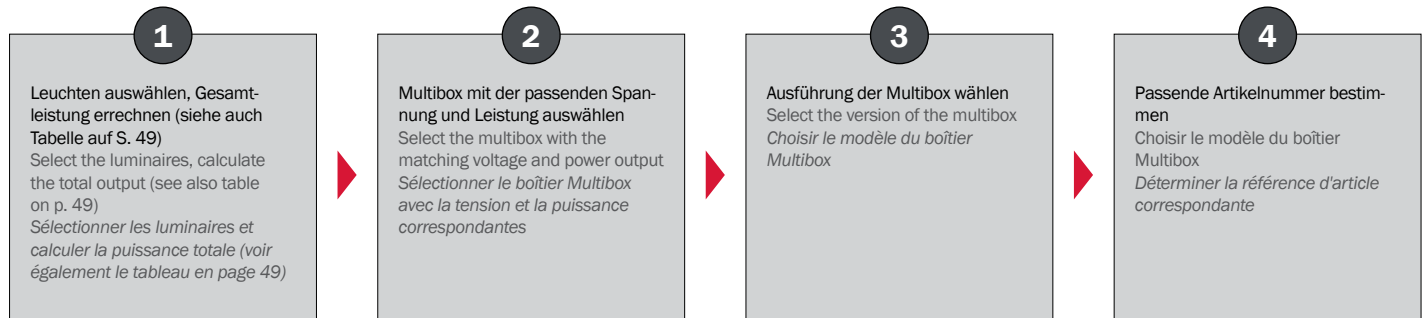 1
Leuchten auswählen, Gesamt-
leistung errechnen (siehe auch
Tabelle auf S. 49)
Select the luminaires, calculate
the total output (see also table
on p. 49)
Sélectionner les luminaires et
calculer la puissance totale (voir
également le tableau en page 49)
2
Multibox mit der passenden Span-
nung und Leistung auswählen
Select the multibox with the
matching voltage and power output
Sélectionner le boîtier Multibox
avec la tension et la puissance
correspondantes
3
Ausführung der Multibox wählen
Select the version of the multibox
Choisir le modèle du boîtier
Multibox
4
Passende Artikelnummer bestim-
men
Choisir le modèle du boîtier
Multibox
Déterminer la référence d'article
correspondante